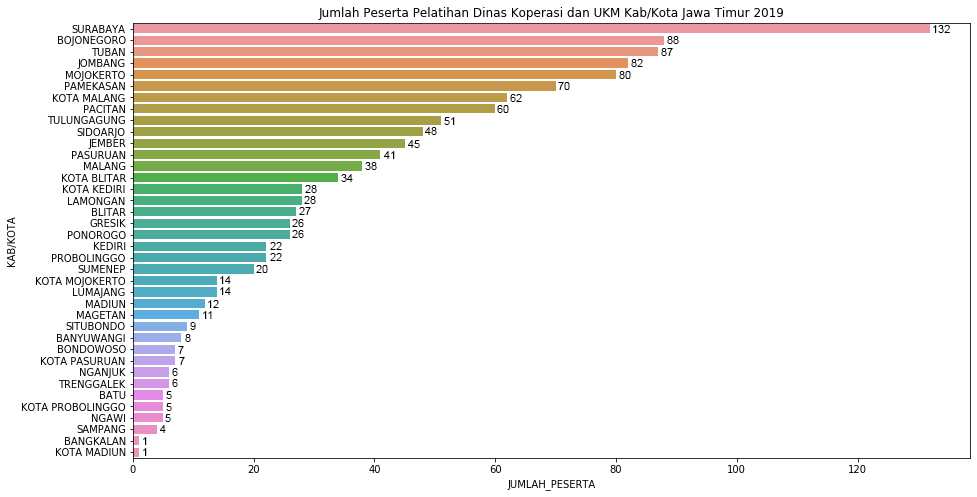 Jumlah Peserta Pelatihan Dinas Koperasi dan UKM Kab/Kota Jawa Timur 2019
KAB/KOTA
SURABAYA 132
BOJONEGORO 88
TUBAN 87
JOMBANG 82
MOJOKERTO 80
PAMEKASAN 70
KOTA MALANG 62
PACITAN 60
TULUNGAGUNG 51
SIDOARJO 48
JEMBER 45
PASURUAN 41
MALANG 38
KOTA BLITAR 34
KOTA KEDIRI 28
LAMONGAN 28
BLITAR 27
GRESIK 26
PONOROGO 26
KEDIRI 22
PROBOLINGGO 22
SUMENEP 20
KOTA MOJOKERTO 14
LUMAJANG 14
MADIUN 12
MAGETAN 11
SITUBONDO 9
BANYUWANGI 8
BONDOWOSO 7
KOTA PASURUAN 7
NGANJUK 6
TRENGGALEK 6
BATU 5
KOTA PROBOLINGGO 5
NGAWI 5
SAMPANG 4
BANGKALAN 1
KOTA MADIUN 1
0 20 40 60 80 100 120
JUMLAH_PESERTA